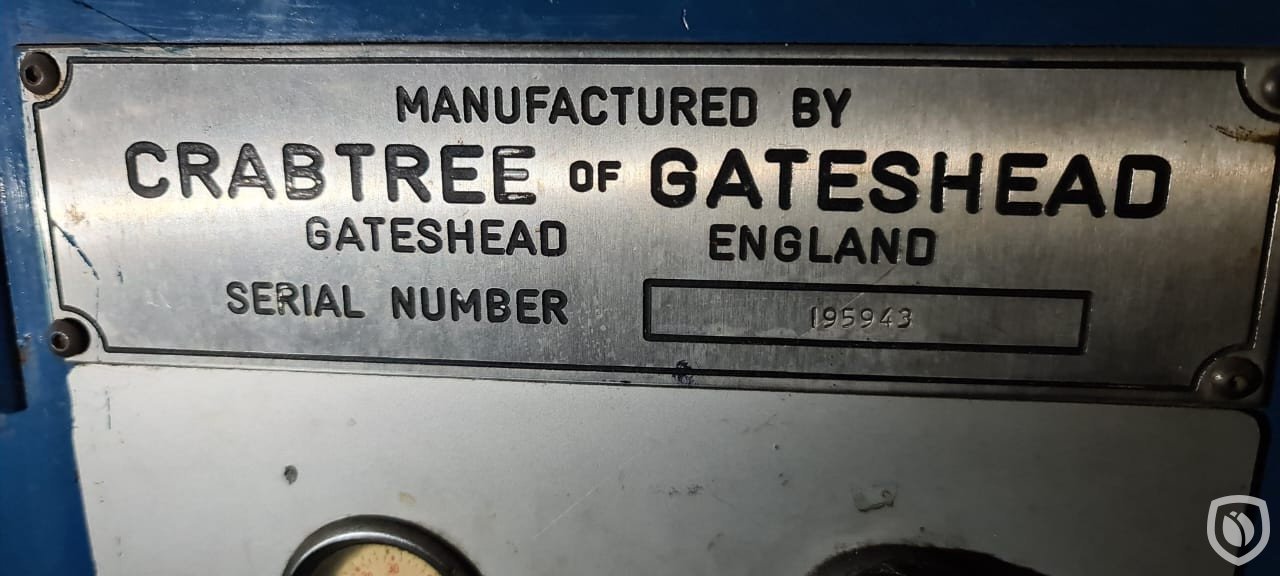 MANUFACTURED BY
CRABTREE OF GATESHEAD
GATESHEAD ENGLAND
SERIAL NUMBER 195943